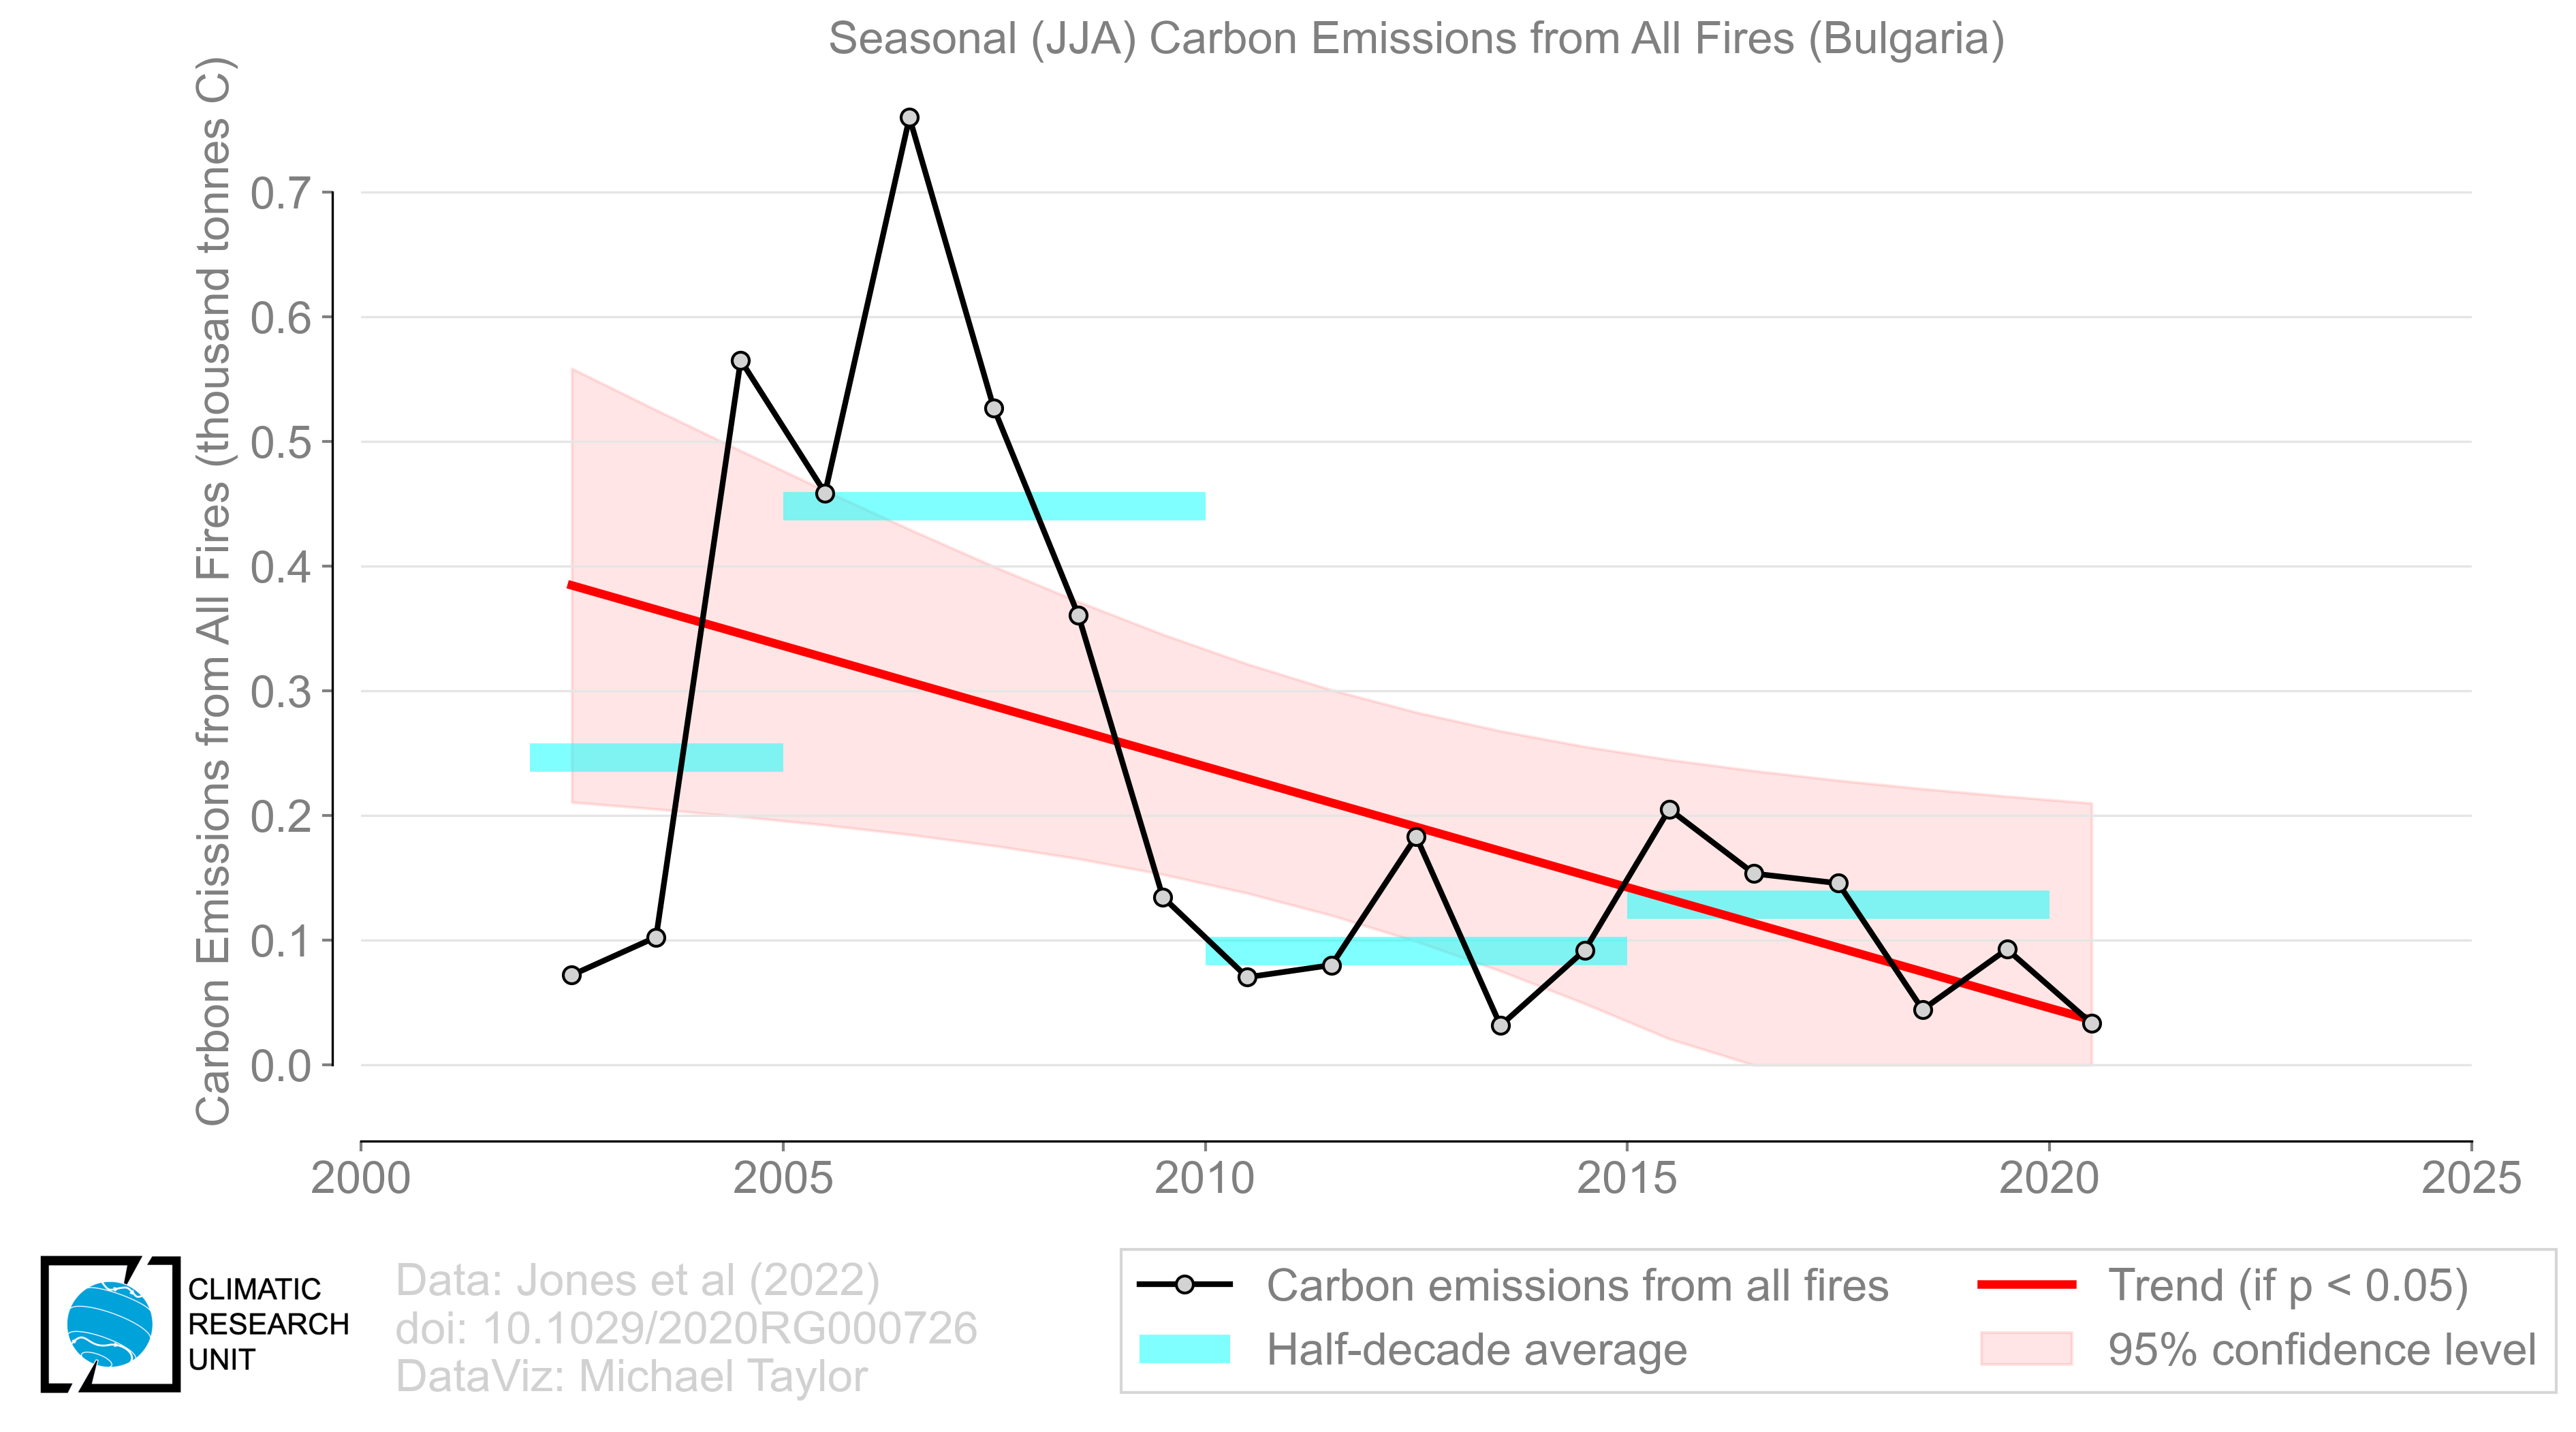 Seasonal (JJA) Carbon Emissions from All Fires (Bulgaria)
Carbon Emissions from All Fires (thousand tonnes C)
0.7
0.6
0.5
0.4
0.3
0.2
0.1
0.0
2000
2005
2010
2015
2020
2025
CLIMATIC
RESEARCH
UNIT
Data: Jones et al (2022)
doi: 10.1029/2020RG000726
DataViz: Michael Taylor
Carbon emissions from all fires
Half-decade average
Trend (if p < 0.05)
95% confidence level